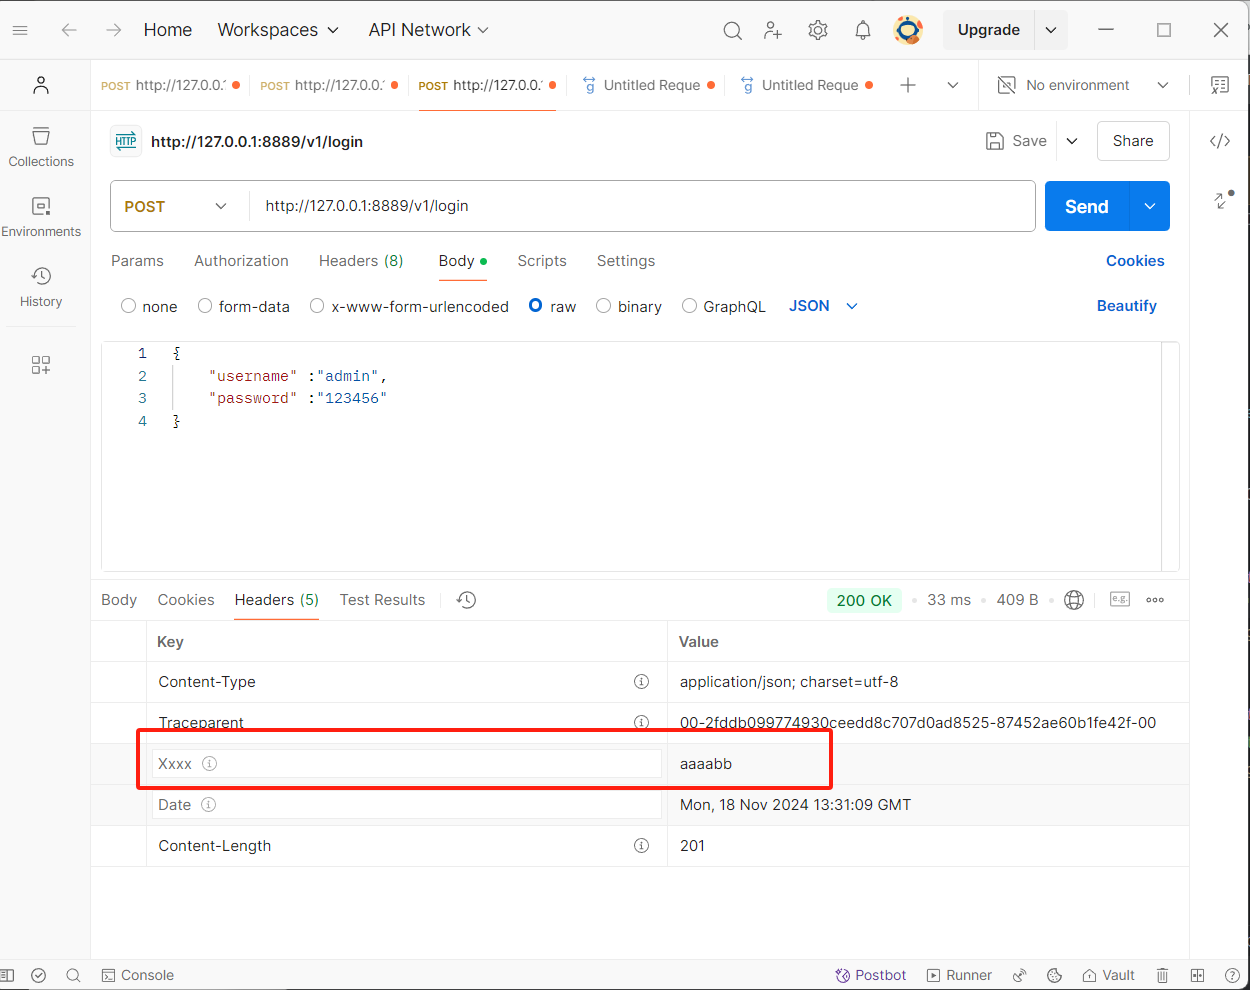 Home Workspaces API Network Upgrade
POST http://127.0.0. POST http://127.0.0. POST http://127.0.0. Untitled Reque Untitled Reque No environment
HTTP http://127.0.0.1:8889/v1/login Save Share
Collections
Environments
History
POST http://127.0.0.1:8889/v1/login Send
Params Authorization Headers (8) Body Scripts Settings Cookies
none form-data x-www-form-urlencoded raw binary GraphQL JSON Beautify
1 {
2 "username" :"admin",
3 "password" :"123456"
4 }
Body Cookies Headers (5) Test Results 200 OK 33 ms 409 B e.g.
Key Value
Content-Type application/json; charset=utf-8
Traceparent 00-2fddb099774930ceedd8c707d0ad8525-87452ae60b1fe42f-00
Xxxx aaaabb
Date Mon, 18 Nov 2024 13:31:09 GMT
Content-Length 201
Console Postbot Runner Vault